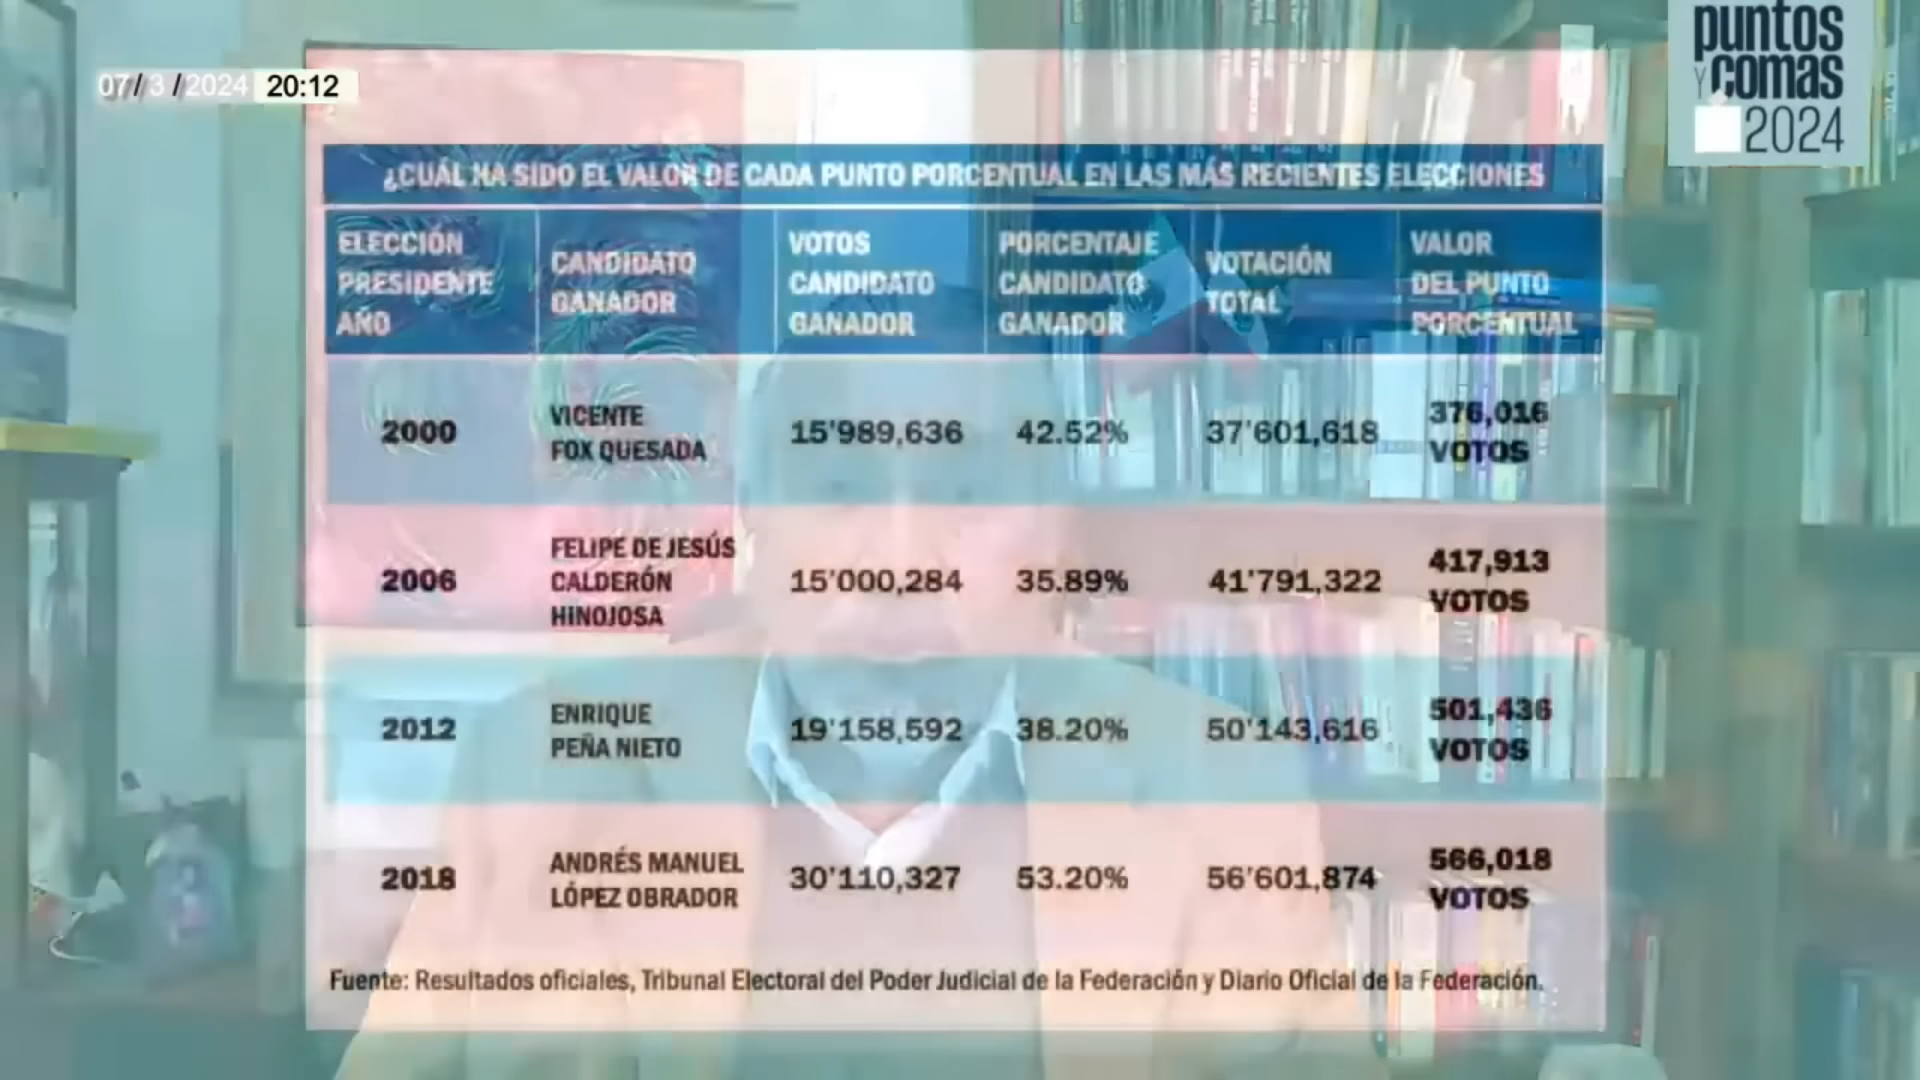 07/3/2024 20:12
puntos
y comas
2024
¿CUÁL HA SIDO EL VALOR DE CADA PUNTO PORCENTUAL EN LAS MÁS RECIENTES ELECCIONES
ELECCIÓN
PRESIDENTE
AÑO
CANDIDATO
GANADOR
VOTOS
CANDIDATO
GANADOR
PORCENTAJE
CANDIDATO
GANADOR
VOTACIÓN
TOTAL
VALOR
DEL PUNTO
PORCENTUAL
2000
VICENTE
FOX QUESADA
15'989,636
42.52%
37'601,618
376,016
VOTOS
2006
FELIPE DE JESÚS
CALDERÓN
HINOJOSA
15'000,284
35.89%
41'791,322
417,913
VOTOS
2012
ENRIQUE
PEÑA NIETO
19'158,592
38.20%
50'143,616
501,436
VOTOS
2018
ANDRÉS MANUEL
LÓPEZ OBRADOR
30'110,327
53.20%
56'601,874
566,018
VOTOS
Fuente: Resultados oficiales, Tribunal Electoral del Poder Judicial de la Federación y Diario Oficial de la Federación.